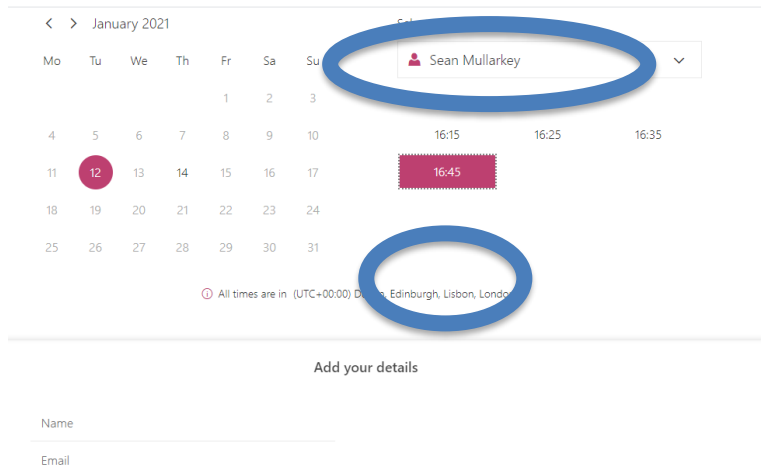 January 2021
Mo Tu We Th Fr Sa Su
1 2 3
4 5 6 7 8 9 10
11 12 13 14 15 16 17
18 19 20 21 22 23 24
25 26 27 28 29 30 31
Sean Mullarkey
16:15 16:25 16:35
16:45
All times are in (UTC+00:00) Edinburgh, Lisbon,
Add your details
Name
Email